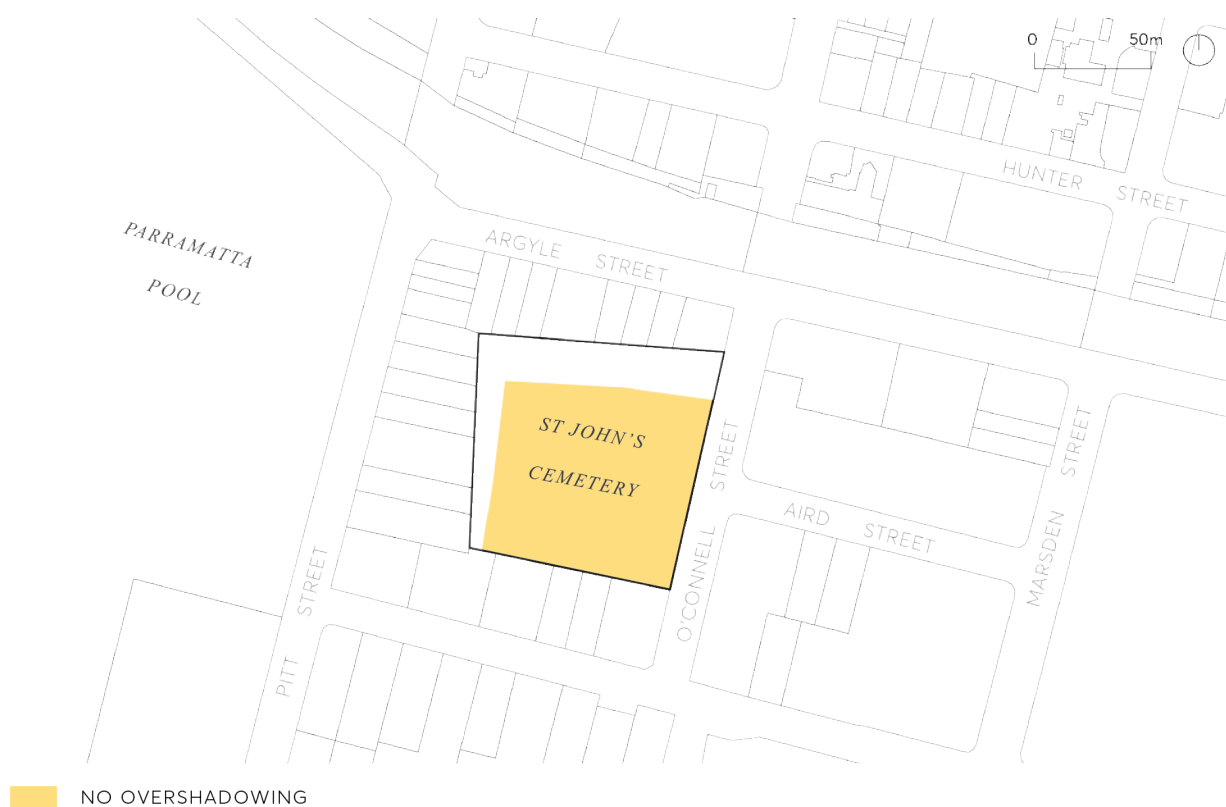 0 50m
HUNTER STREET
PARRAMATTA
POOL
ARGYLE STREET
ST JOHN'S
CEMETERY
O'CONNELL STREET
AIRD STREET
MARSDEN STREET
PITT STREET
NO OVERSHADOWING